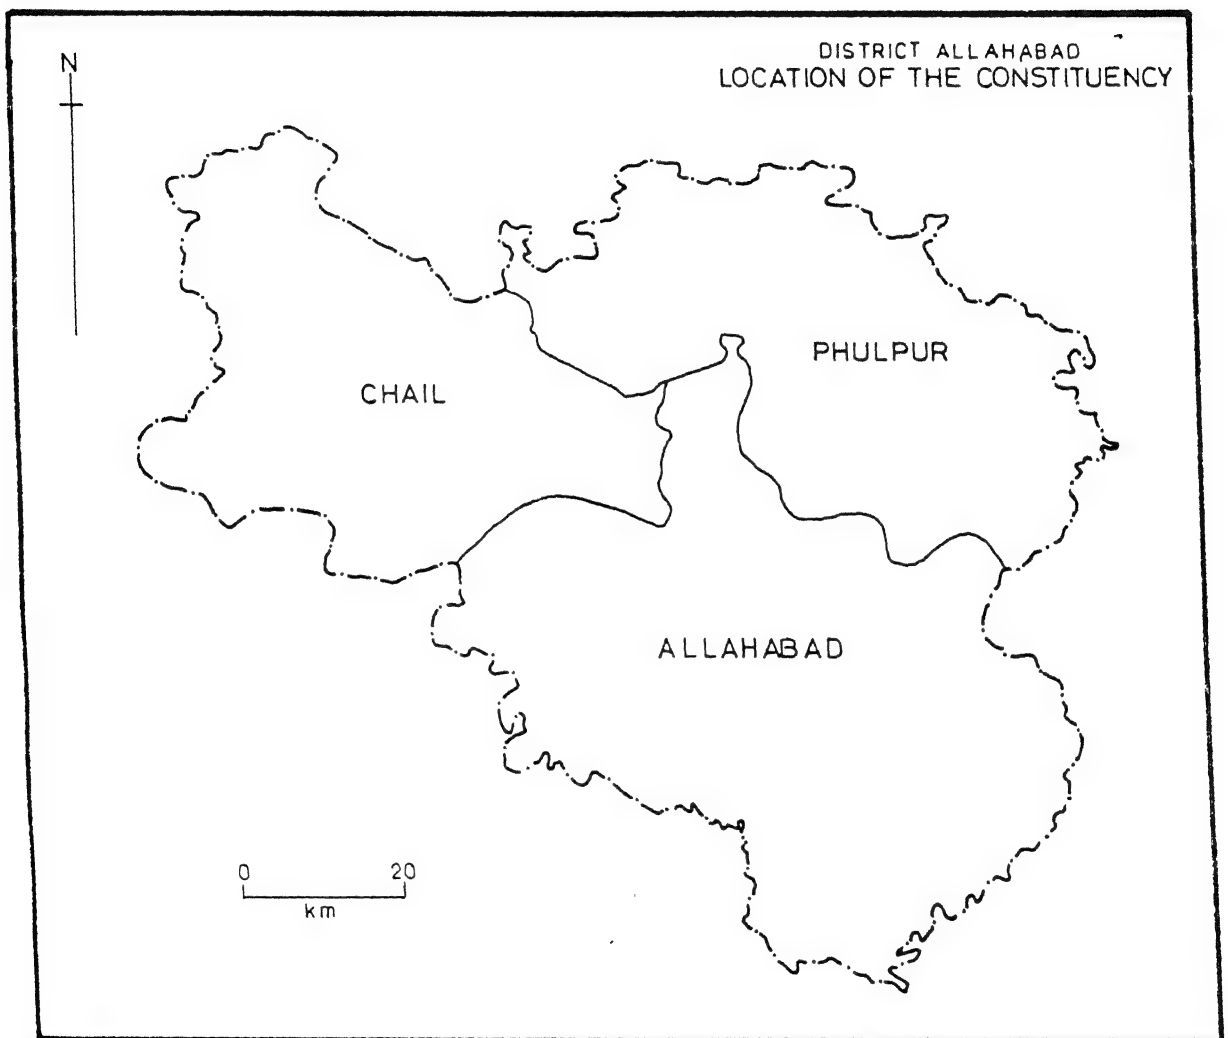 N
DISTRICT ALLAHABAD
LOCATION OF THE CONSTITUENCY
PHULPUR
CHAIL
ALLAHABAD
0 20
km